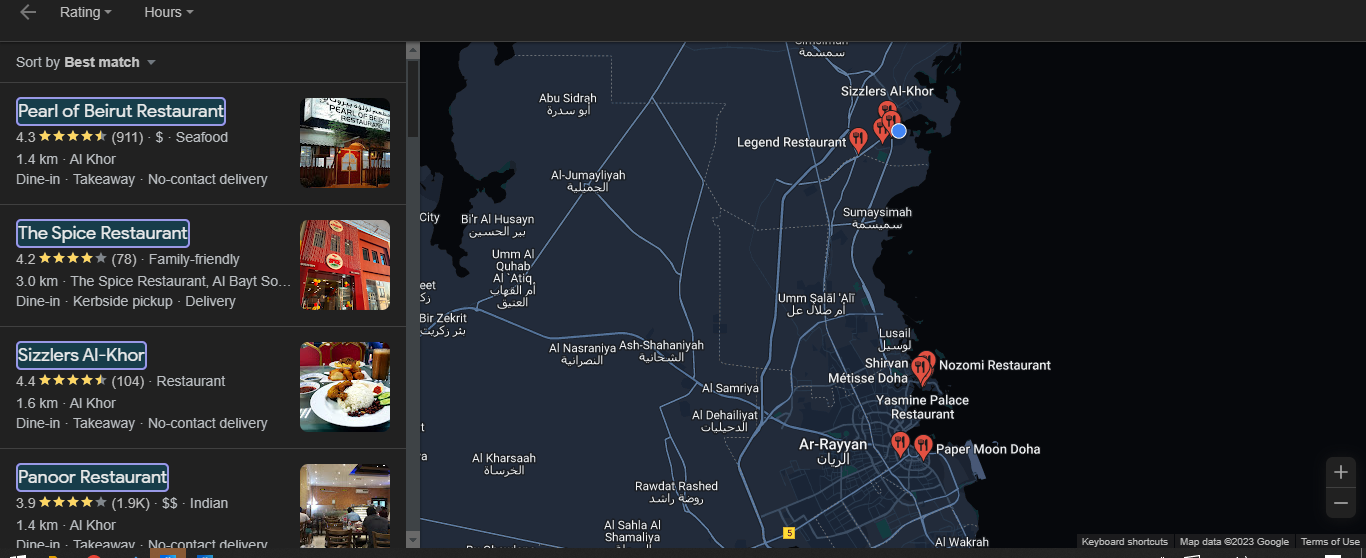 Rating
Hours
Sort by Best match
Pearl of Beirut Restaurant
4.3 (911) · $ · Seafood
1.4 km · Al Khor
Dine-in · Takeaway · No-contact delivery
PEARL OF BEIRUT
RESTAURANT
The Spice Restaurant
4.2 (78) · Family-friendly
3.0 km · The Spice Restaurant, Al Bayt So...
Dine-in · Kerbside pickup · Delivery
Sizzlers Al-Khor
4.4 (104) · Restaurant
1.6 km · Al Khor
Dine-in · Takeaway · No-contact delivery
Panoor Restaurant
3.9 (1.9K) · $$ · Indian
1.4 km · Al Khor
Dine-in · Takeaway · No-contact delivery
سمسمة
Sizzlers Al-Khor
Abu Sidrah
أبو سدرة
Legend Restaurant
Al-Jumayliyah
الجميلية
City
Bi'r Al Husayn
بير الحسين
Sumaysimah
سميسمة
Umm Al
Quhab
Al `Atiq
أم القهاب
العتيق
Umm Şalāl 'Alī
أم صلال علي
Bir Zekrit
بئر زكريت
Lusail
لوسيل
Al Nasraniya
النصرانية
Ash-Shahaniyah
الشحانية
Shirvan
Métisse Doha
Nozomi Restaurant
Al Samriya
Yasmine Palace
Restaurant
Al Dehailiyat
الدحيليات
Ar-Rayyan
الريان
Paper Moon Doha
Al Kharsaah
الخرساة
Rawdat Rashed
روضة راشد
Al Sahla Al
Shamaliya
5
Al Wakrah
Keyboard shortcuts
Map data ©2023 Google
Terms of Use